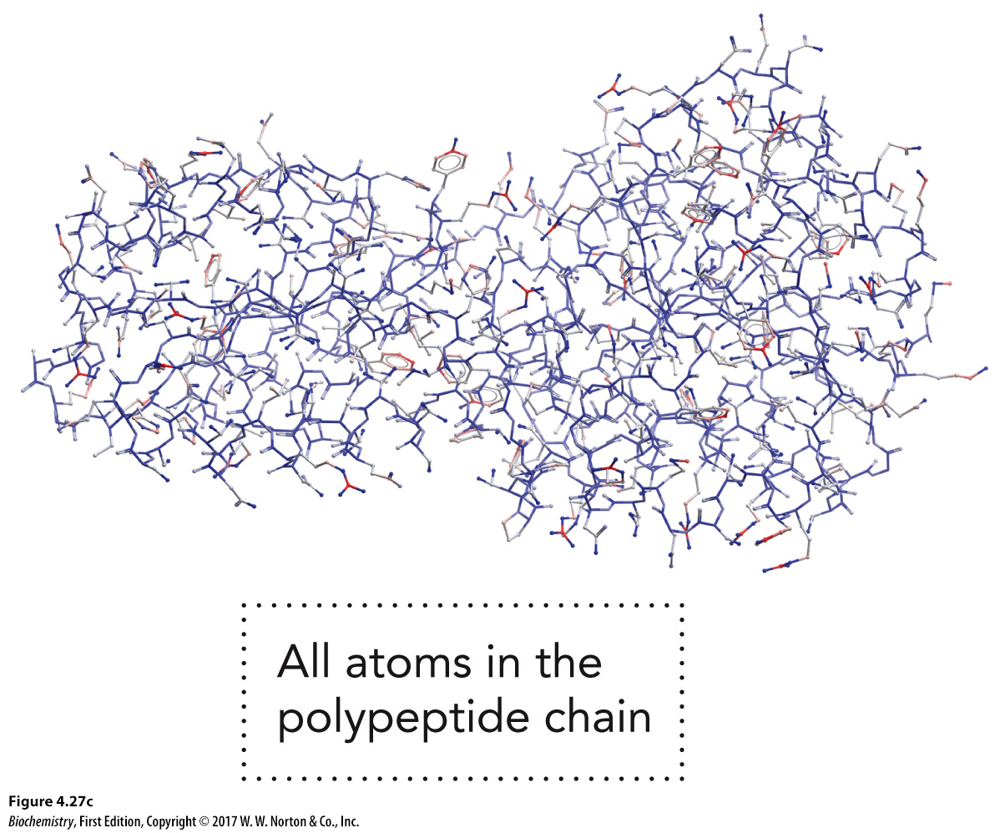 All atoms in the
polypeptide chain
Figure 4.27c
Biochemistry, First Edition, Copyright © 2017 W. W. Norton & Co., Inc.